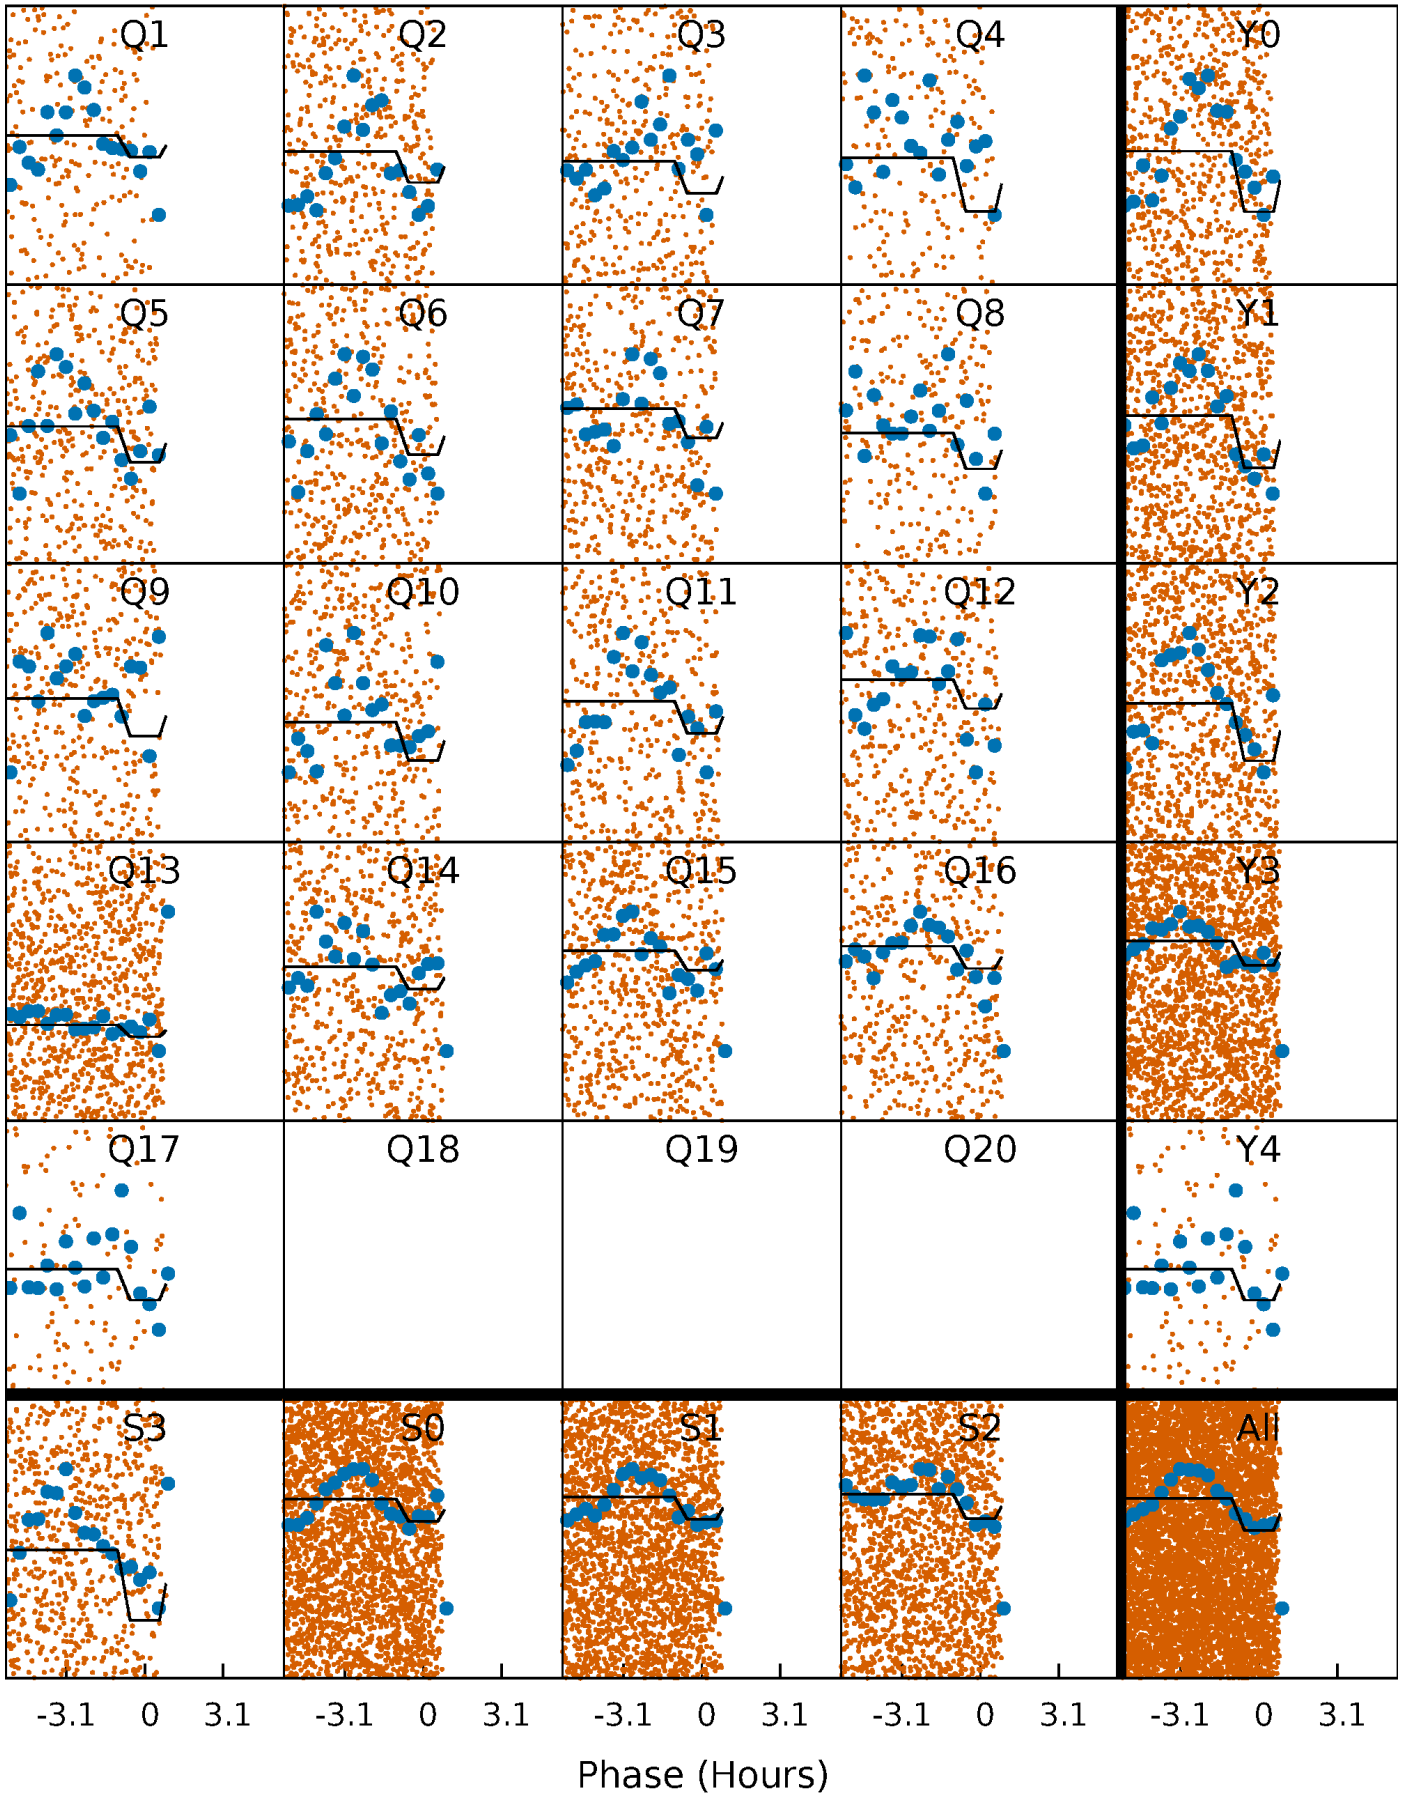 Q1 Q2 Q3 Q4 Y0
Q5 Q6 Q7 Q8 Y1
Q9 Q10 Q11 Q12 Y2
Q13 Q14 Q15 Q16 Y3
Q17 Q18 Q19 Q20 Y4
S3 S0 S1 S2 All
-3.1 0 3.1 -3.1 0 3.1 -3.1 0 3.1 -3.1 0 3.1 -3.1 0 3.1
Phase (Hours)